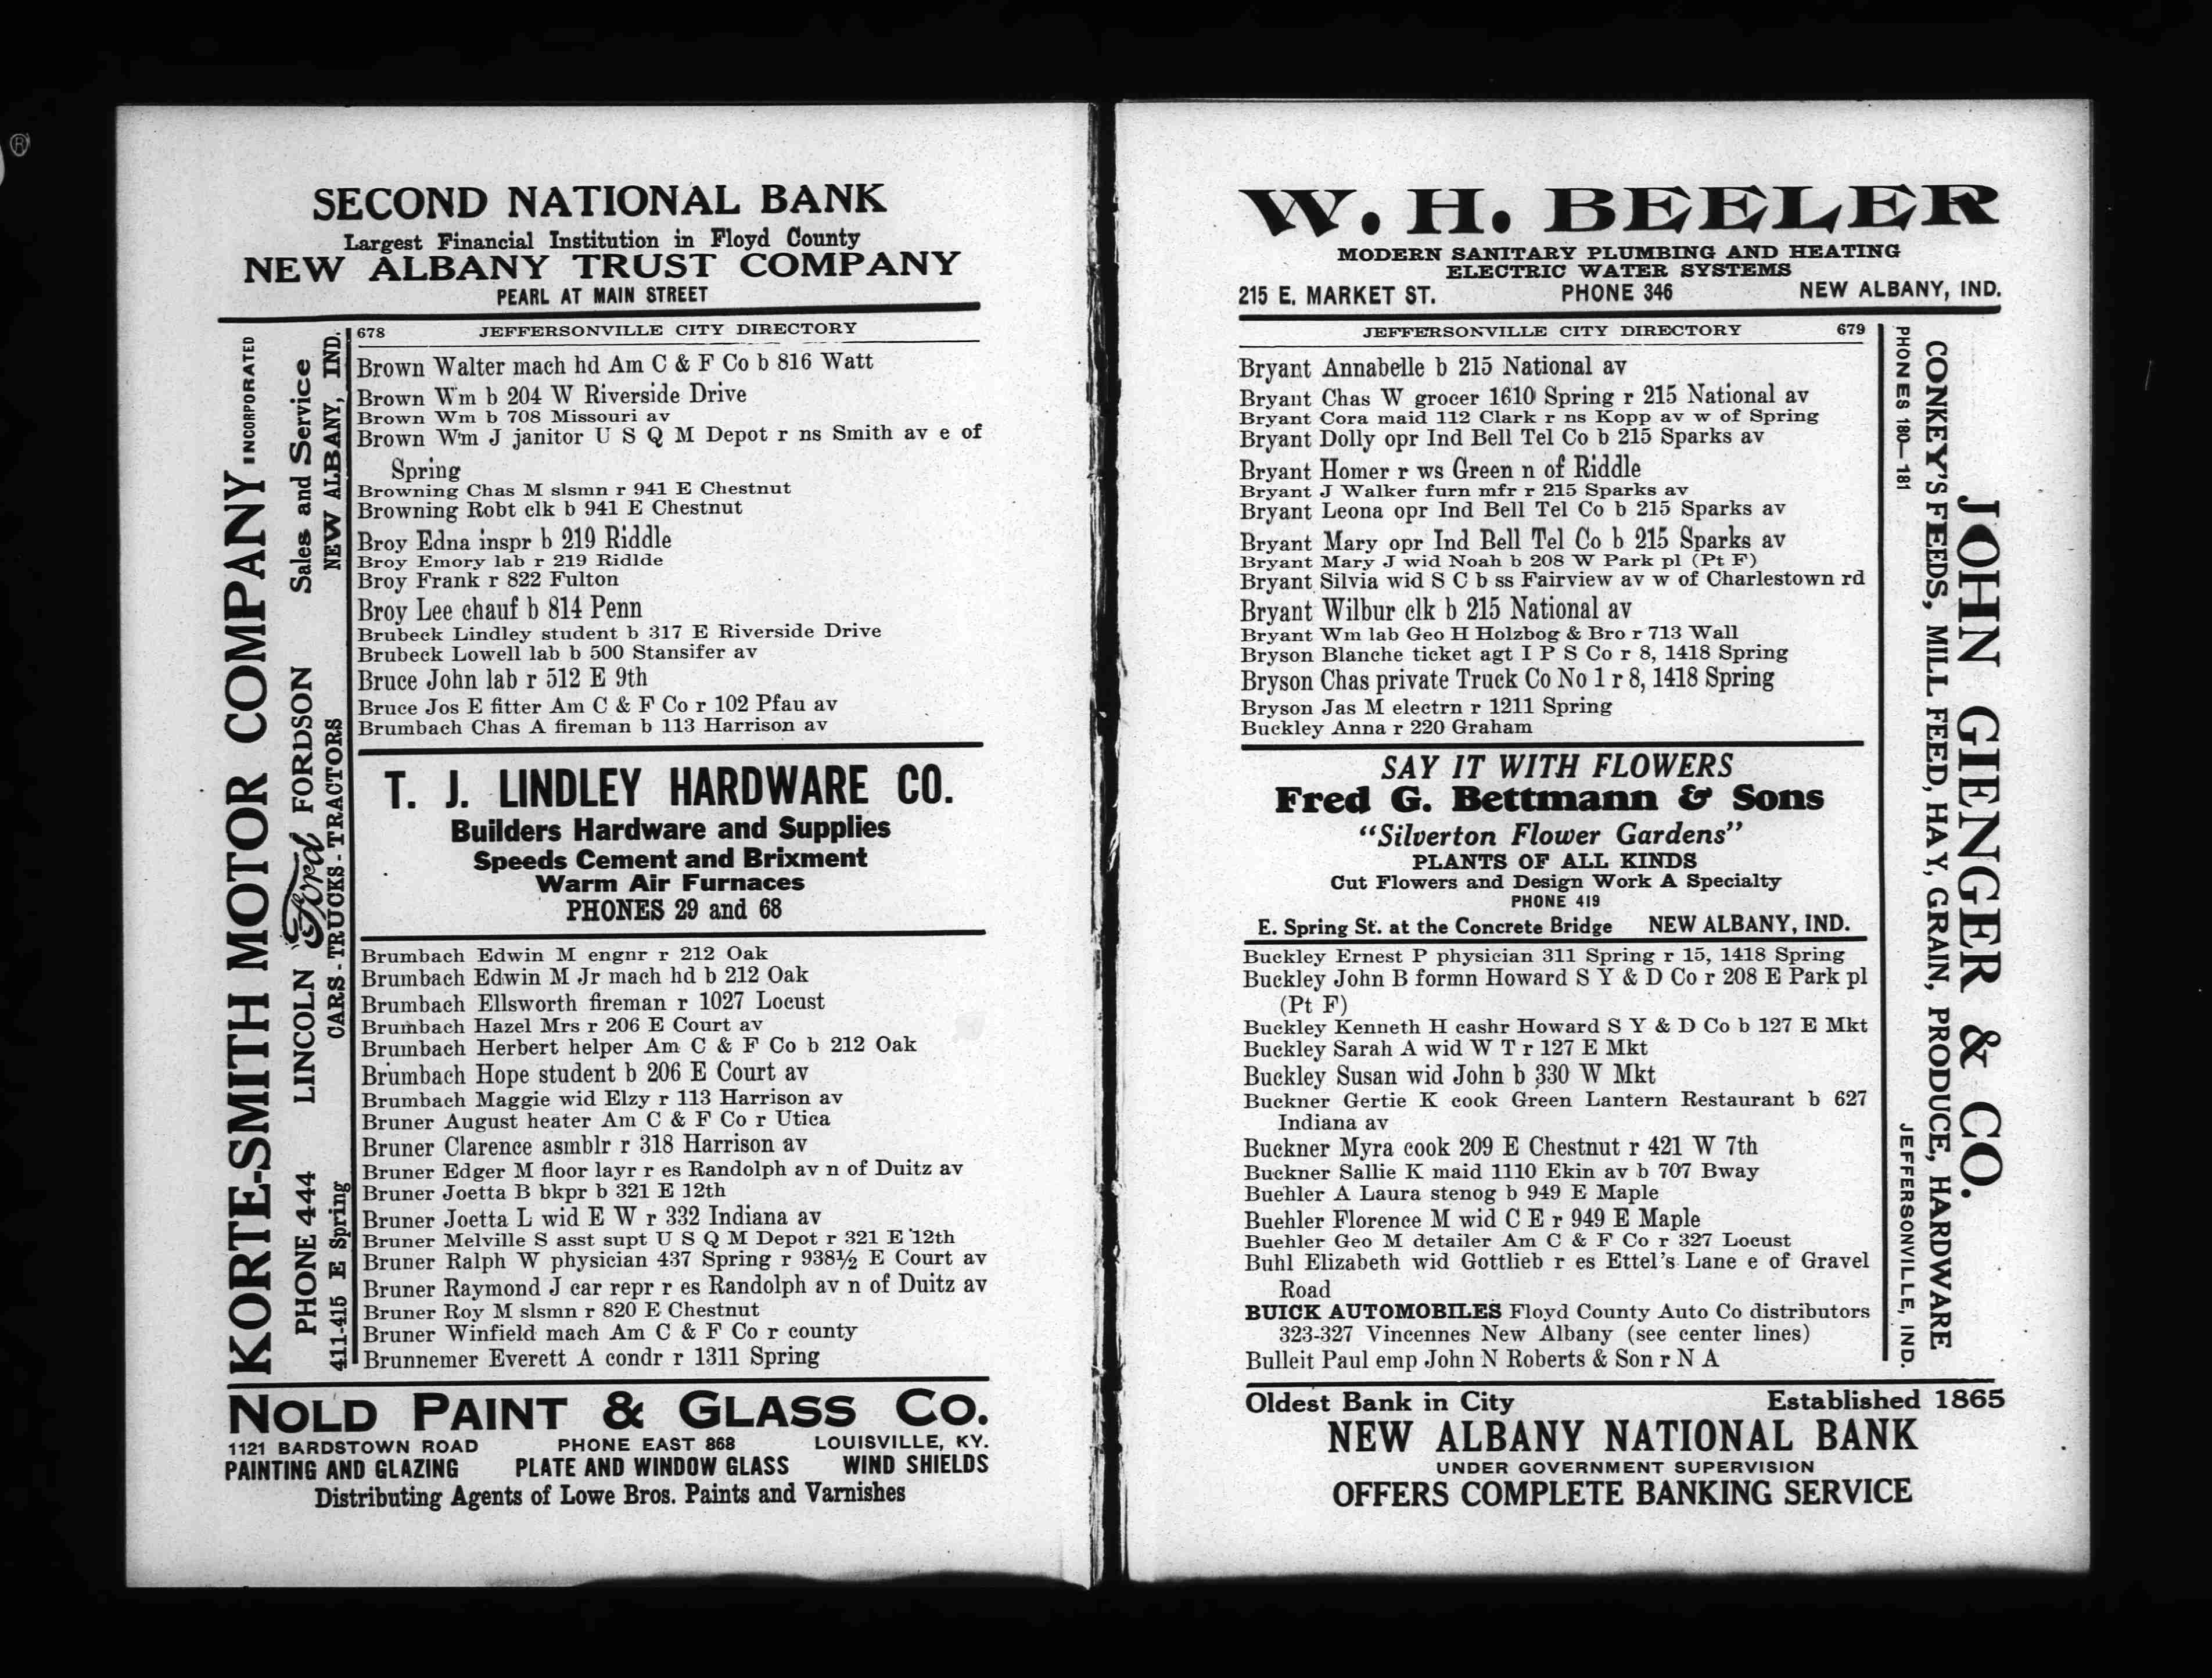 ®
SECOND NATIONAL BANK
Largest Financial Institution in Floyd County
NEW ALBANY TRUST COMPANY
PEARL AT MAIN STREET
KORTE-SMITH MOTOR COMPANY INCORPORATED
PHONE 444 LINCOLN Ford FORDSON Sales and Service
411-415 E Spring CARS - TRUCKS - TRACTORS NEW ALBANY, IND.
678 JEFFERSONVILLE CITY DIRECTORY
Brown Walter mach hd Am C & F Co b 816 Watt
Brown Wm b 204 W Riverside Drive
Brown Wm b 708 Missouri av
Brown Wm J janitor U S Q M Depot r ns Smith av e of
Spring
Browning Chas M slsmn r 941 E Chestnut
Browning Robt clk b 941 E Chestnut
Broy Edna inspr b 219 Riddle
Broy Emory lab r 219 Ridlde
Broy Frank r 822 Fulton
Broy Lee chauf b 814 Penn
Brubeck Lindley student b 317 E Riverside Drive
Brubeck Lowell lab b 500 Stansifer av
Bruce John lab r 512 E 9th
Bruce Jos E fitter Am C & F Co r 102 Pfau av
Brumbach Chas A fireman b 113 Harrison av
T. J. LINDLEY HARDWARE CO.
Builders Hardware and Supplies
Speeds Cement and Brixment
Warm Air Furnaces
PHONES 29 and 68
Brumbach Edwin M engnr r 212 Oak
Brumbach Edwin M Jr mach hd b 212 Oak
Brumbach Ellsworth fireman r 1027 Locust
Brumbach Hazel Mrs r 206 E Court av
Brumbach Herbert helper Am C & F Co b 212 Oak
Brumbach Hope student b 206 E Court av
Brumbach Maggie wid Elzy r 113 Harrison av
Bruner August heater Am C & F Co r Utica
Bruner Clarence asmblr r 318 Harrison av
Bruner Edger M floor layr r es Randolph av n of Duitz av
Bruner Joetta B bkpr b 321 E 12th
Bruner Joetta L wid E W r 332 Indiana av
Bruner Melville S asst supt U S Q M Depot r 321 E 12th
Bruner Ralph W physician 437 Spring r 938½ E Court av
Bruner Raymond J car repr r es Randolph av n of Duitz av
Bruner Roy M slsmn r 820 E Chestnut
Bruner Winfield mach Am C & F Co r county
Brunnemer Everett A condr r 1311 Spring
NOLD PAINT & GLASS CO.
1121 BARDSTOWN ROAD PHONE EAST 868 LOUISVILLE, KY.
PAINTING AND GLAZING PLATE AND WINDOW GLASS WIND SHIELDS
Distributing Agents of Lowe Bros. Paints and Varnishes
W. H. BEELER
MODERN SANITARY PLUMBING AND HEATING
ELECTRIC WATER SYSTEMS
215 E. MARKET ST. PHONE 346 NEW ALBANY, IND.
JEFFERSONVILLE CITY DIRECTORY 679
Bryant Annabelle b 215 National av
Bryant Chas W grocer 1610 Spring r 215 National av
Bryant Cora maid 112 Clark r ns Kopp av w of Spring
Bryant Dolly opr Ind Bell Tel Co b 215 Sparks av
Bryant Homer r ws Green n of Riddle
Bryant J Walker furn mfr r 215 Sparks av
Bryant Leona opr Ind Bell Tel Co b 215 Sparks av
Bryant Mary opr Ind Bell Tel Co b 215 Sparks av
Bryant Mary J wid Noah b 208 W Park pl (Pt F)
Bryant Silvia wid S C b ss Fairview av w of Charlestown rd
Bryant Wilbur clk b 215 National av
Bryant Wm lab Geo H Holzbog & Bro r 713 Wall
Bryson Blanche ticket agt I P S Co r 8, 1418 Spring
Bryson Chas private Truck Co No 1 r 8, 1418 Spring
Bryson Jas M electrn r 1211 Spring
Buckley Anna r 220 Graham
SAY IT WITH FLOWERS
Fred G. Bettmann & Sons
"Silverton Flower Gardens"
PLANTS OF ALL KINDS
Cut Flowers and Design Work A Specialty
PHONE 419
E. Spring St. at the Concrete Bridge NEW ALBANY, IND.
Buckley Ernest P physician 311 Spring r 15, 1418 Spring
Buckley John B formn Howard S Y & D Co r 208 E Park pl
(Pt F)
Buckley Kenneth H cashr Howard S Y & D Co b 127 E Mkt
Buckley Sarah A wid W T r 127 E Mkt
Buckley Susan wid John b 330 W Mkt
Buckner Gertie K cook Green Lantern Restaurant b 627
Indiana av
Buckner Myra cook 209 E Chestnut r 421 W 7th
Buckner Sallie K maid 1110 Ekin av b 707 Bway
Buehler A Laura stenog b 949 E Maple
Buehler Florence M wid C E r 949 E Maple
Buehler Geo M detailer Am C & F Co r 327 Locust
Buhl Elizabeth wid Gottlieb r es Ettel's Lane e of Gravel
Road
BUICK AUTOMOBILES Floyd County Auto Co distributors
323-327 Vincennes New Albany (see center lines)
Bulleit Paul emp John N Roberts & Son r N A
JOHN GIENGER & CO.
CONKEY'S FEEDS, MILL FEED, HAY, GRAIN, PRODUCE, HARDWARE
PHONES 180-181 JEFFERSONVILLE, IND.
Oldest Bank in City Established 1865
NEW ALBANY NATIONAL BANK
UNDER GOVERNMENT SUPERVISION
OFFERS COMPLETE BANKING SERVICE